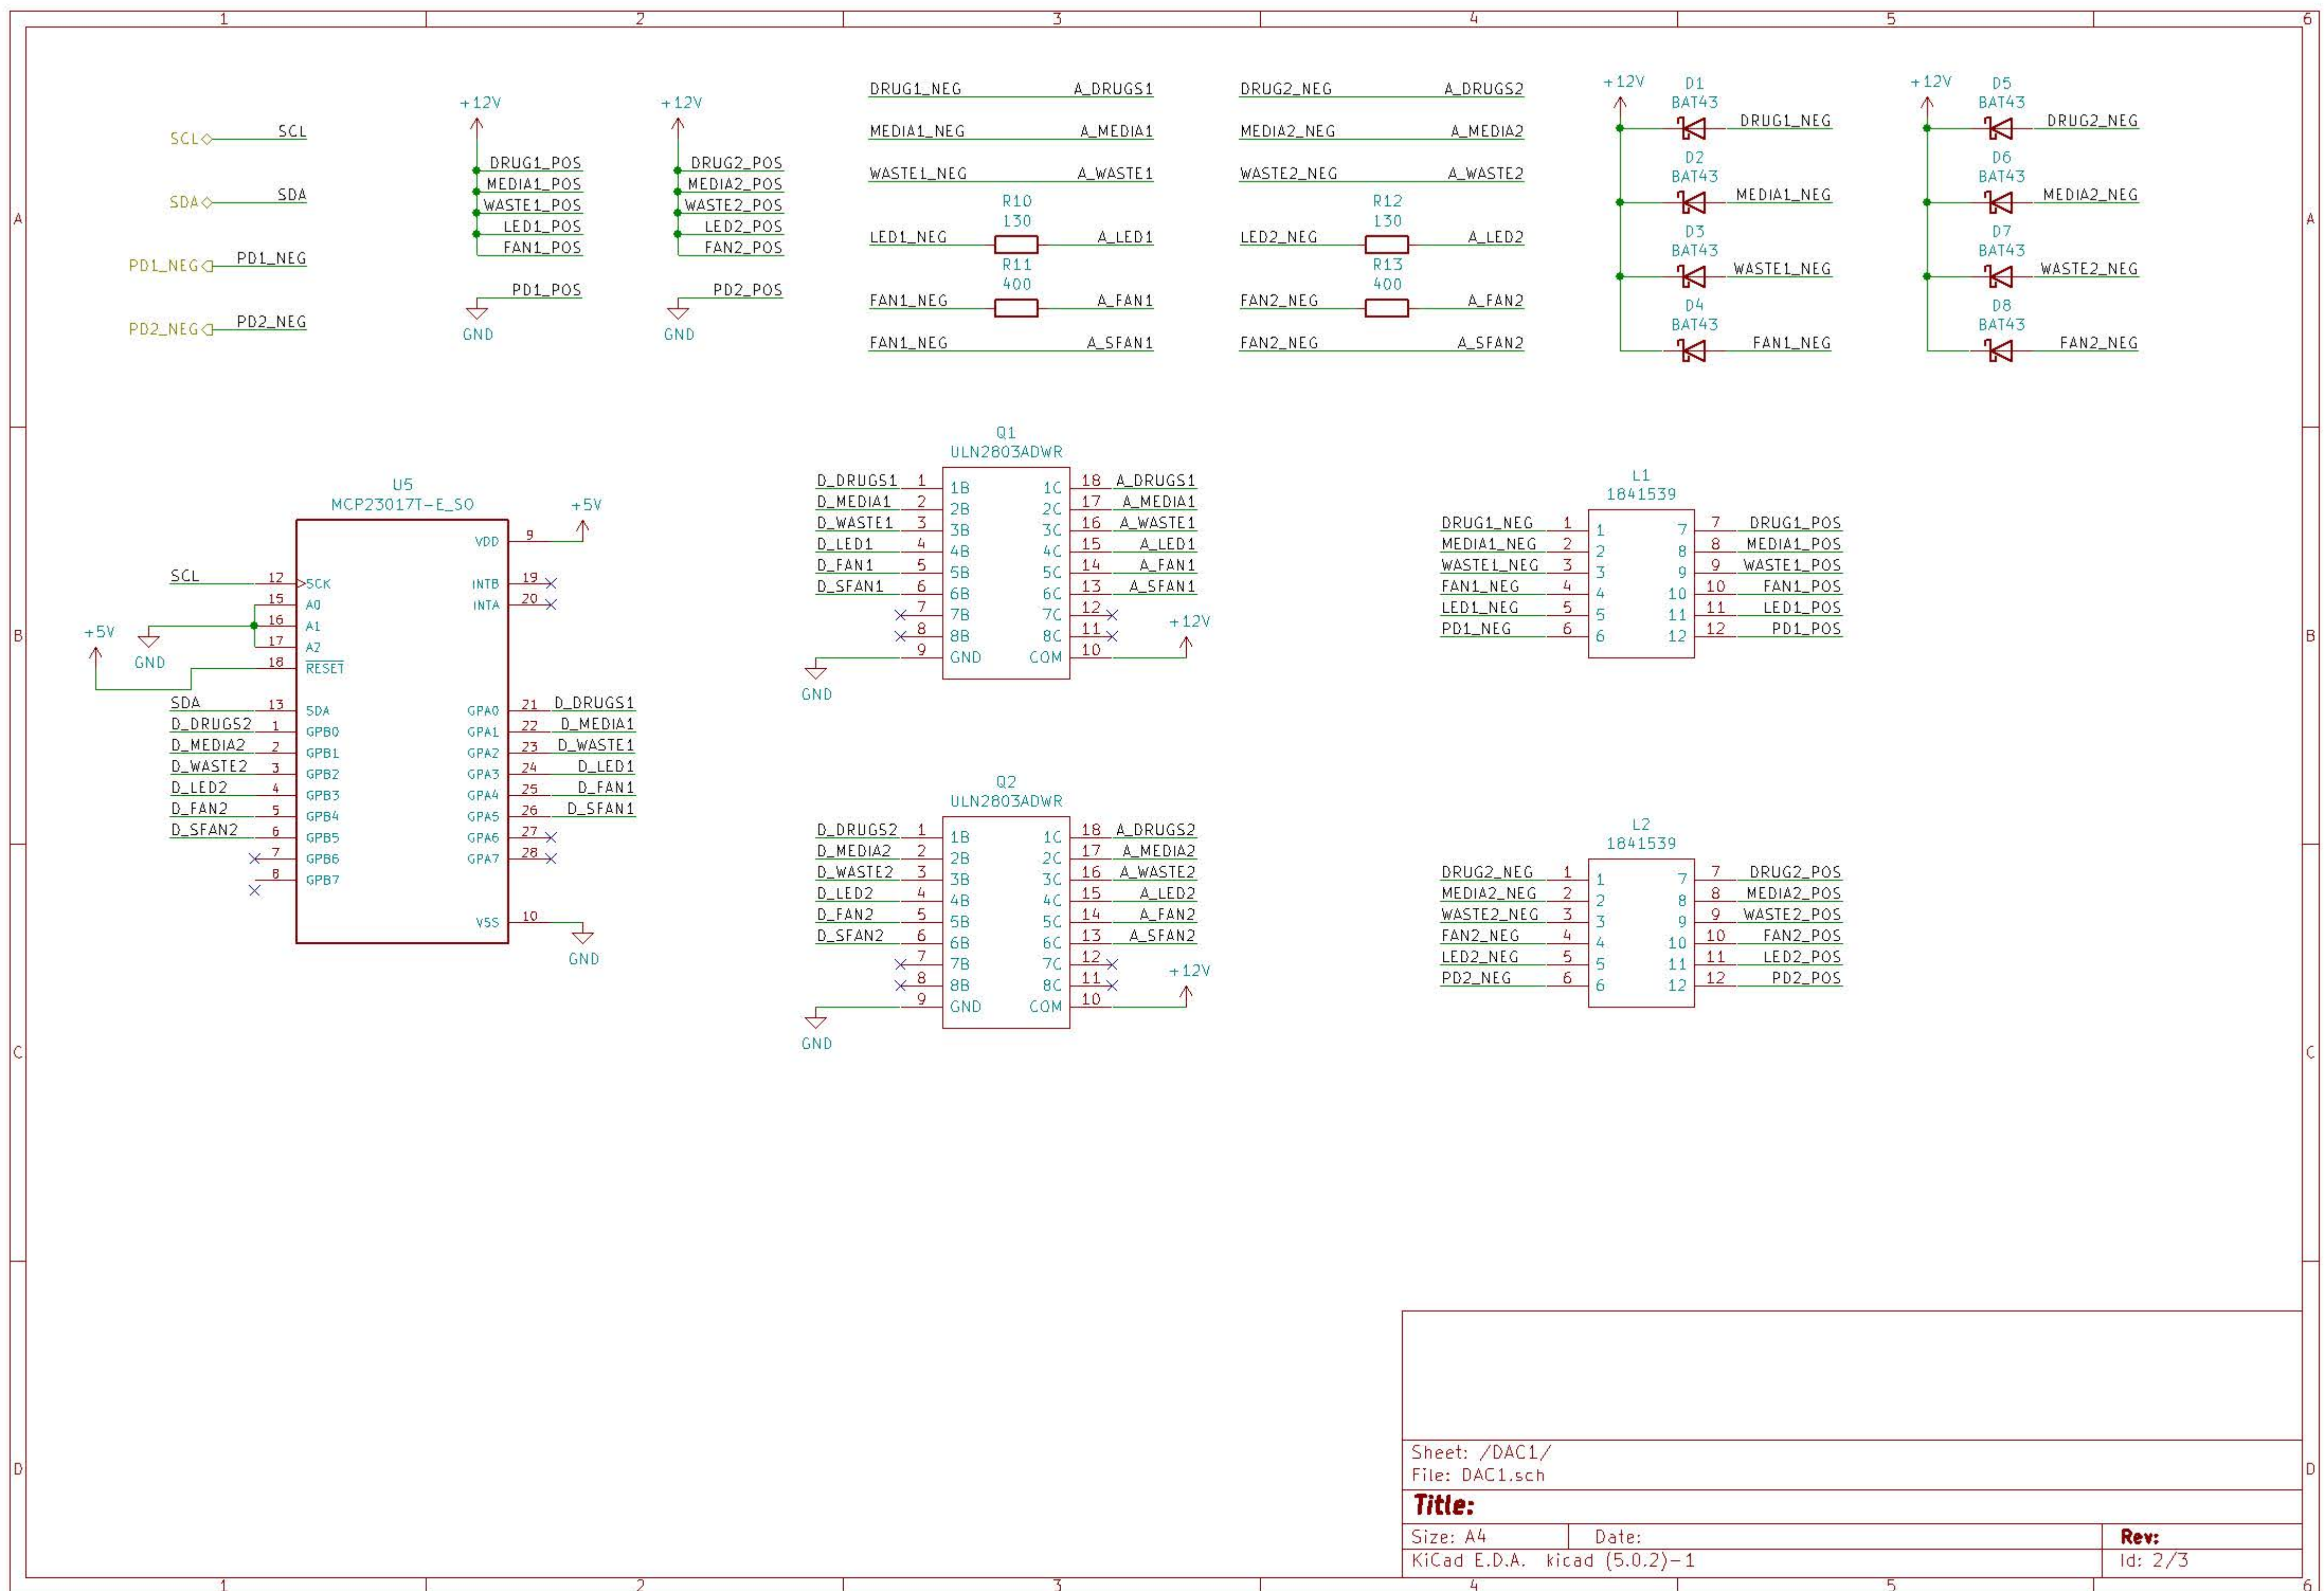 1 2 3 4 5 6
A
B
C
D
A
B
C
D
1 2 3 4 5 6
SCL SCL
SDA SDA
PD1_NEG PD1_NEG
PD2_NEG PD2_NEG
+12V
DRUG1_POS
MEDIA1_POS
WASTE1_POS
LED1_POS
FAN1_POS
PD1_POS
GND
+12V
DRUG2_POS
MEDIA2_POS
WASTE2_POS
LED2_POS
FAN2_POS
PD2_POS
GND
DRUG1_NEG A_DRUGS1
MEDIA1_NEG A_MEDIA1
WASTE1_NEG A_WASTE1
R10
130
LED1_NEG A_LED1
R11
400
FAN1_NEG A_FAN1
FAN1_NEG A_SFAN1
DRUG2_NEG A_DRUGS2
MEDIA2_NEG A_MEDIA2
WASTE2_NEG A_WASTE2
R12
130
LED2_NEG A_LED2
R13
400
FAN2_NEG A_FAN2
FAN2_NEG A_SFAN2
+12V
D1
BAT43
DRUG1_NEG
D2
BAT43
MEDIA1_NEG
D3
BAT43
WASTE1_NEG
D4
BAT43
FAN1_NEG
+12V
D5
BAT43
DRUG2_NEG
D6
BAT43
MEDIA2_NEG
D7
BAT43
WASTE2_NEG
D8
BAT43
FAN2_NEG
U5
MCP23017T-E_SO
+5V
VDD 9
SCL 12 SCK INTB 19
15 A0 INTA 20
16 A1
17 A2
18 RESET
+5V
GND
SDA 13 SDA GPA0 21 D_DRUGS1
D_DRUGS2 1 GPB0 GPA1 22 D_MEDIA1
D_MEDIA2 2 GPB1 GPA2 23 D_WASTE1
D_WASTE2 3 GPB2 GPA3 24 D_LED1
D_LED2 4 GPB3 GPA4 25 D_FAN1
D_FAN2 5 GPB4 GPA5 26 D_SFAN1
D_SFAN2 6 GPB5 GPA6 27
7 GPB6 GPA7 28
8 GPB7
VSS 10
GND
Q1
ULN2803ADWR
D_DRUGS1 1 1B 1C 18 A_DRUGS1
D_MEDIA1 2 2B 2C 17 A_MEDIA1
D_WASTE1 3 3B 3C 16 A_WASTE1
D_LED1 4 4B 4C 15 A_LED1
D_FAN1 5 5B 5C 14 A_FAN1
D_SFAN1 6 6B 6C 13 A_SFAN1
7 7B 7C 12
8 8B 8C 11 +12V
9 GND COM 10
GND
Q2
ULN2803ADWR
D_DRUGS2 1 1B 1C 18 A_DRUGS2
D_MEDIA2 2 2B 2C 17 A_MEDIA2
D_WASTE2 3 3B 3C 16 A_WASTE2
D_LED2 4 4B 4C 15 A_LED2
D_FAN2 5 5B 5C 14 A_FAN2
D_SFAN2 6 6B 6C 13 A_SFAN2
7 7B 7C 12
8 8B 8C 11 +12V
9 GND COM 10
GND
L1
1841539
DRUG1_NEG 1 1 7 7 DRUG1_POS
MEDIA1_NEG 2 2 8 8 MEDIA1_POS
WASTE1_NEG 3 3 9 9 WASTE1_POS
FAN1_NEG 4 4 10 10 FAN1_POS
LED1_NEG 5 5 11 11 LED1_POS
PD1_NEG 6 6 12 12 PD1_POS
L2
1841539
DRUG2_NEG 1 1 7 7 DRUG2_POS
MEDIA2_NEG 2 2 8 8 MEDIA2_POS
WASTE2_NEG 3 3 9 9 WASTE2_POS
FAN2_NEG 4 4 10 10 FAN2_POS
LED2_NEG 5 5 11 11 LED2_POS
PD2_NEG 6 6 12 12 PD2_POS
Sheet: /DAC1/
File: DAC1.sch
Title:
Size: A4 Date: Rev:
KiCad E.D.A. kicad (5.0.2)-1 Id: 2/3